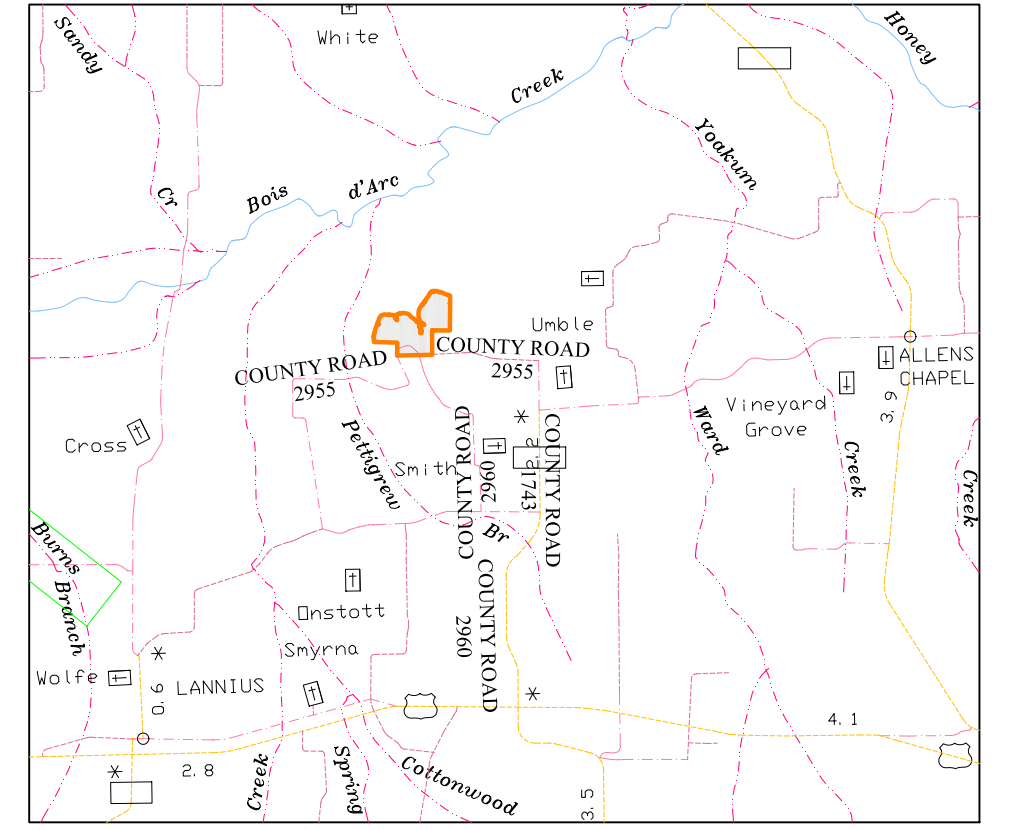 Sandy
White
Honey
Creek
Yoakum
Cr
Bois
d'Arc
Umble
COUNTY ROAD
2955
COUNTY ROAD
2955
ALLENS
CHAPEL
3.9
Vineyard
Grove
Ward
Creek
Creek
Cross
Pettigrew
Smith
COUNTY ROAD
2960
2.2
1743
COUNTY ROAD
Br
Burns
Branch
Onstott
Smyrna
COUNTY ROAD
2960
Wolfe
0.6
LANNIUS
4.1
2.8
Creek
Spring
Cottonwood
3.5